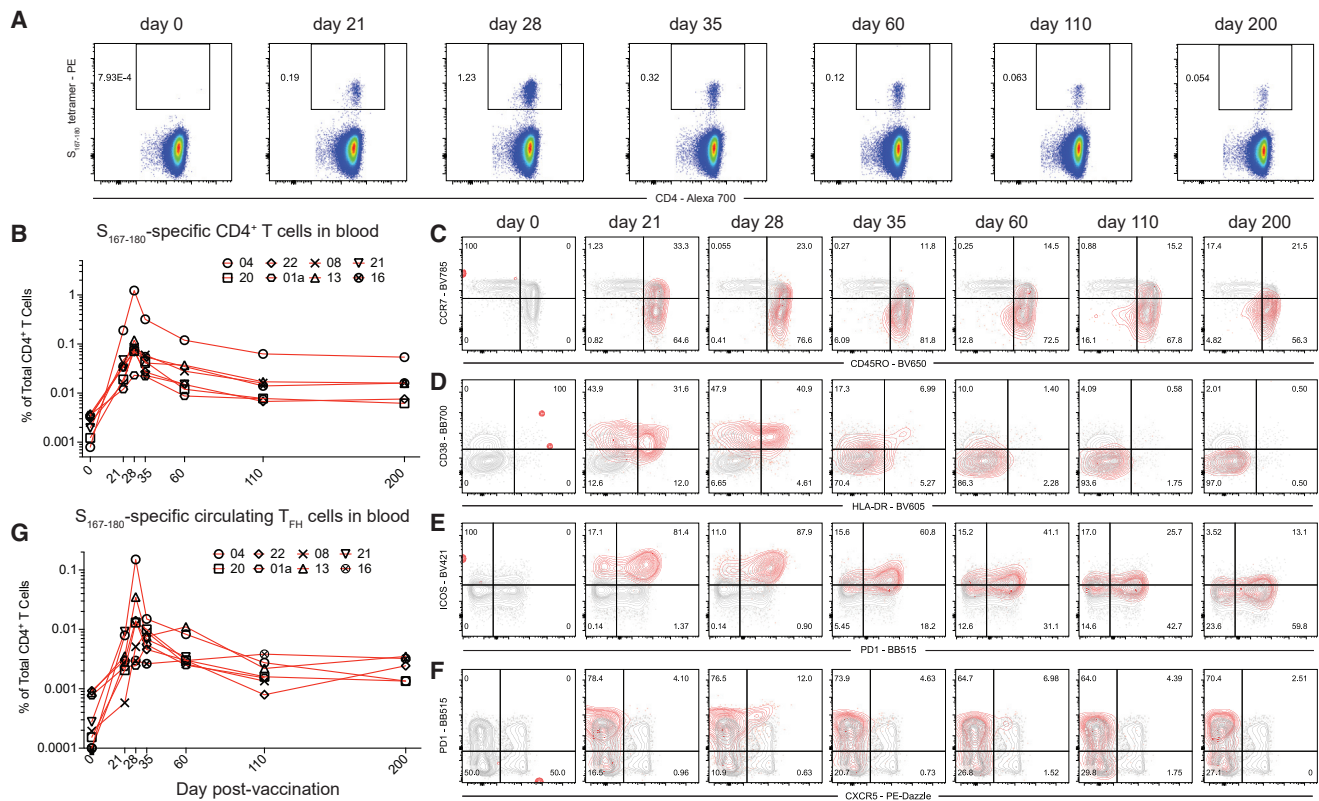 A
day 0 day 21 day 28 day 35 day 60 day 110 day 200
S167-180 tetramer - PE
7.93E-4 0.19 1.23 0.32 0.12 0.063 0.054
CD4 - Alexa 700
B
S167-180-specific CD4+ T cells in blood
04 22 08 21
20 01a 13 16
% of Total CD4+ T Cells
1
0.1
0.01
0.001
0 21 28 35 60 110 200
G
S167-180-specific circulating TFH cells in blood
04 22 08 21
20 01a 13 16
% of Total CD4+ T Cells
0.1
0.01
0.001
0.0001
0 21 28 35 60 110 200
Day post-vaccination
C
day 0 day 21 day 28 day 35 day 60 day 110 day 200
CCR7 - BV785
100 0 1.23 33.3 0.055 23.0 0.27 11.8 0.25 14.5 0.88 15.2 17.4 21.5
0 0 0.82 64.6 0.41 76.6 6.09 81.8 12.8 72.5 16.1 67.8 4.82 56.3
CD45RO - BV650
D
CD38 - BB700
0 100 43.9 31.6 47.9 40.9 17.3 6.99 10.0 1.40 4.09 0.58 2.01 0.50
0 0 12.6 12.0 6.65 4.61 70.4 5.27 86.3 2.28 93.6 1.75 97.0 0.50
HLA-DR - BV605
E
ICOS - BV421
100 0 17.1 81.4 11.0 87.9 15.6 60.8 15.2 41.1 17.0 25.7 3.52 13.1
0 0 0.14 1.37 0.14 0.90 5.45 18.2 12.6 31.1 14.6 42.7 23.6 59.8
PD1 - BB515
F
PD1 - BB515
0 0 78.4 4.10 76.5 12.0 73.9 4.63 64.7 6.98 64.0 4.39 70.4 2.51
50.0 50.0 16.5 0.96 10.9 0.63 20.7 0.73 26.8 1.52 29.8 1.75 27.1 0
CXCR5 - PE-Dazzle